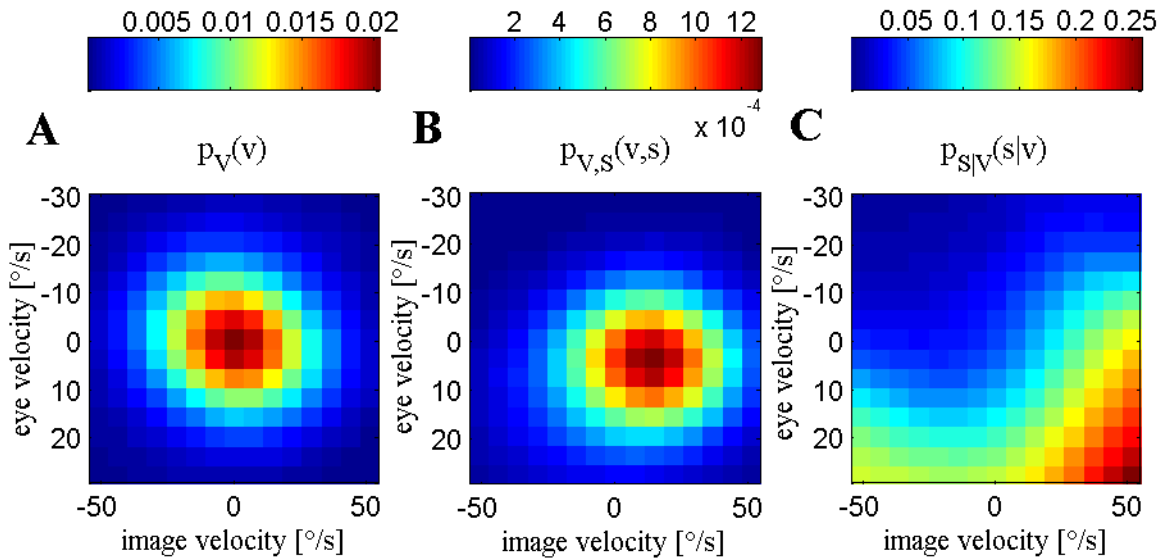 0.005 0.01 0.015 0.02
2 4 6 8 10 12
0.05 0.1 0.15 0.2 0.25
x 10⁻⁴
A
B
C
p_V(v)
p_V,S(v,s)
p_S|V(s|v)
eye velocity [°/s]
-30
-20
-10
0
10
20
-50 0 50
image velocity [°/s]
eye velocity [°/s]
-30
-20
-10
0
10
20
-50 0 50
image velocity [°/s]
eye velocity [°/s]
-30
-20
-10
0
10
20
-50 0 50
image velocity [°/s]